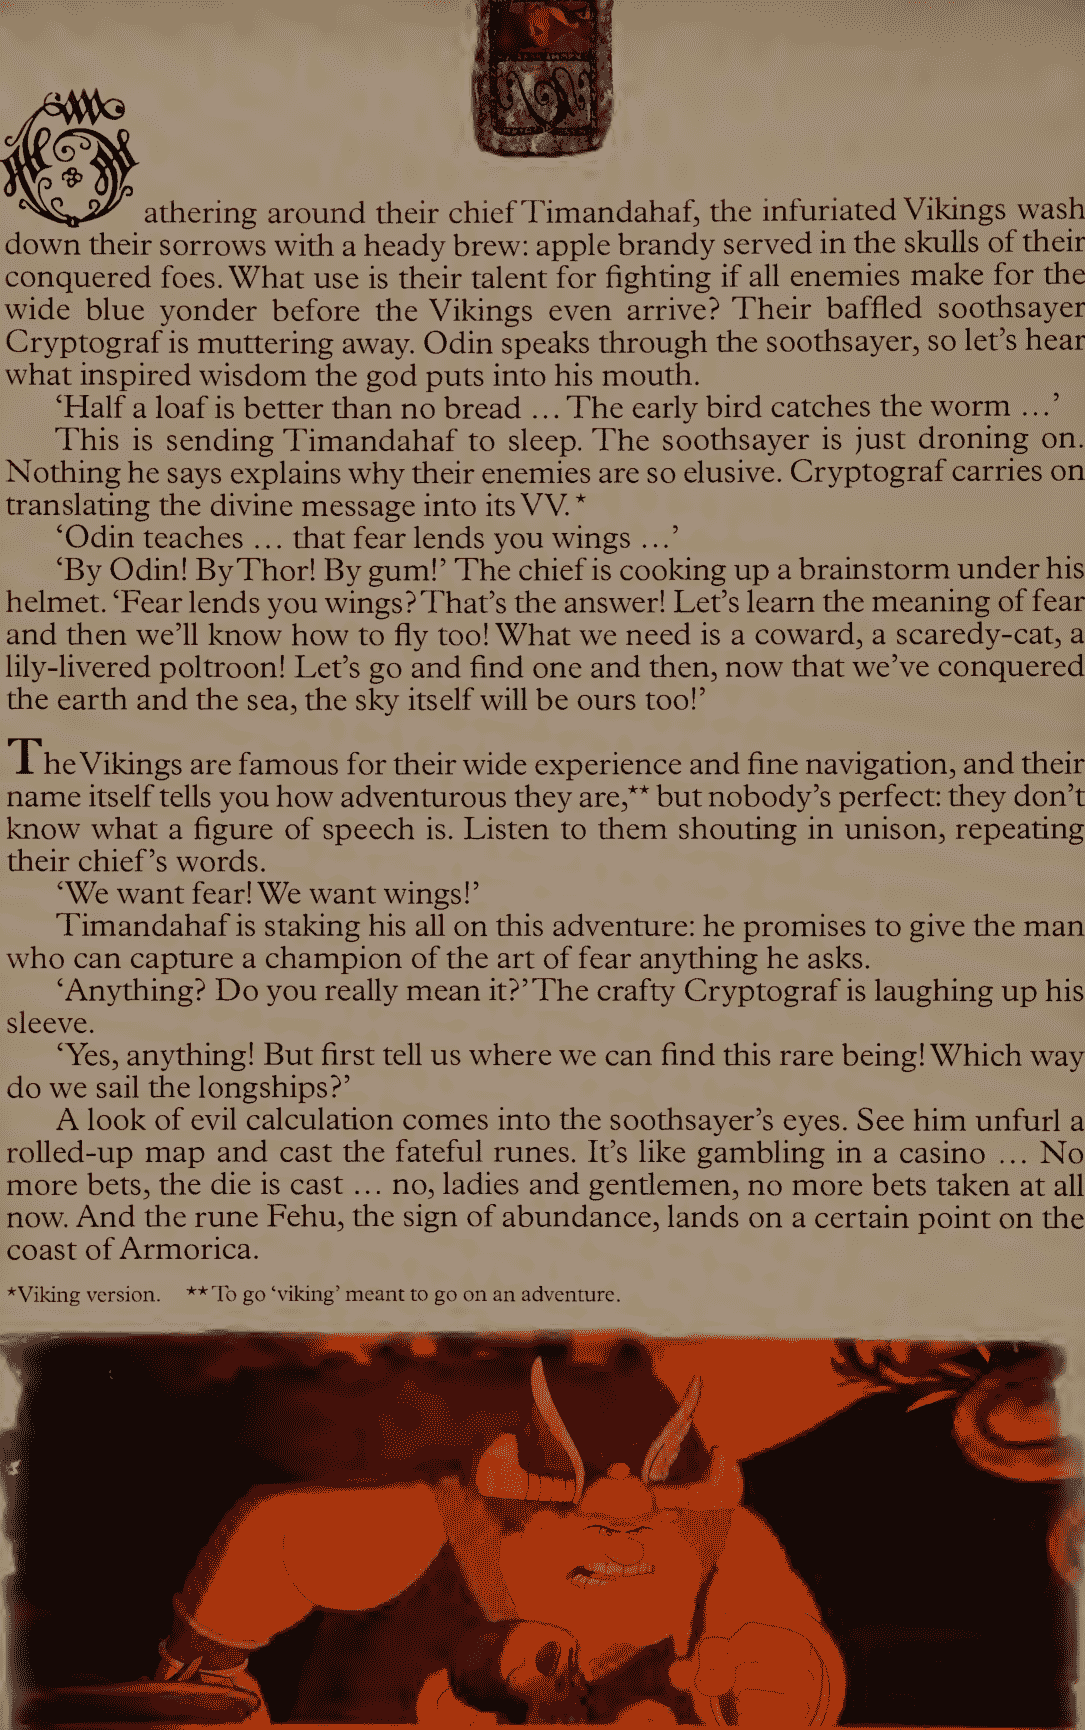 Gathering around their chief Timandahaf, the infuriated Vikings wash
down their sorrows with a heady brew: apple brandy served in the skulls of their
conquered foes. What use is their talent for fighting if all enemies make for the
wide blue yonder before the Vikings even arrive? Their baffled soothsayer
Cryptograf is muttering away. Odin speaks through the soothsayer, so let's hear
what inspired wisdom the god puts into his mouth.
‘Half a loaf is better than no bread ... The early bird catches the worm ...’
This is sending Timandahaf to sleep. The soothsayer is just droning on.
Nothing he says explains why their enemies are so elusive. Cryptograf carries on
translating the divine message into its VV.*
‘Odin teaches ... that fear lends you wings ...’
‘By Odin! By Thor! By gum!’ The chief is cooking up a brainstorm under his
helmet. ‘Fear lends you wings? That’s the answer! Let’s learn the meaning of fear
and then we’ll know how to fly too! What we need is a coward, a scaredy-cat, a
lily-livered poltroon! Let’s go and find one and then, now that we’ve conquered
the earth and the sea, the sky itself will be ours too!’
The Vikings are famous for their wide experience and fine navigation, and their
name itself tells you how adventurous they are,** but nobody’s perfect: they don’t
know what a figure of speech is. Listen to them shouting in unison, repeating
their chief’s words.
‘We want fear! We want wings!’
Timandahaf is staking his all on this adventure: he promises to give the man
who can capture a champion of the art of fear anything he asks.
‘Anything? Do you really mean it?’ The crafty Cryptograf is laughing up his
sleeve.
‘Yes, anything! But first tell us where we can find this rare being! Which way
do we sail the longships?’
A look of evil calculation comes into the soothsayer’s eyes. See him unfurl a
rolled-up map and cast the fateful runes. It’s like gambling in a casino ... No
more bets, the die is cast ... no, ladies and gentlemen, no more bets taken at all
now. And the rune Fehu, the sign of abundance, lands on a certain point on the
coast of Armorica.
*Viking version. **To go ‘viking’ meant to go on an adventure.